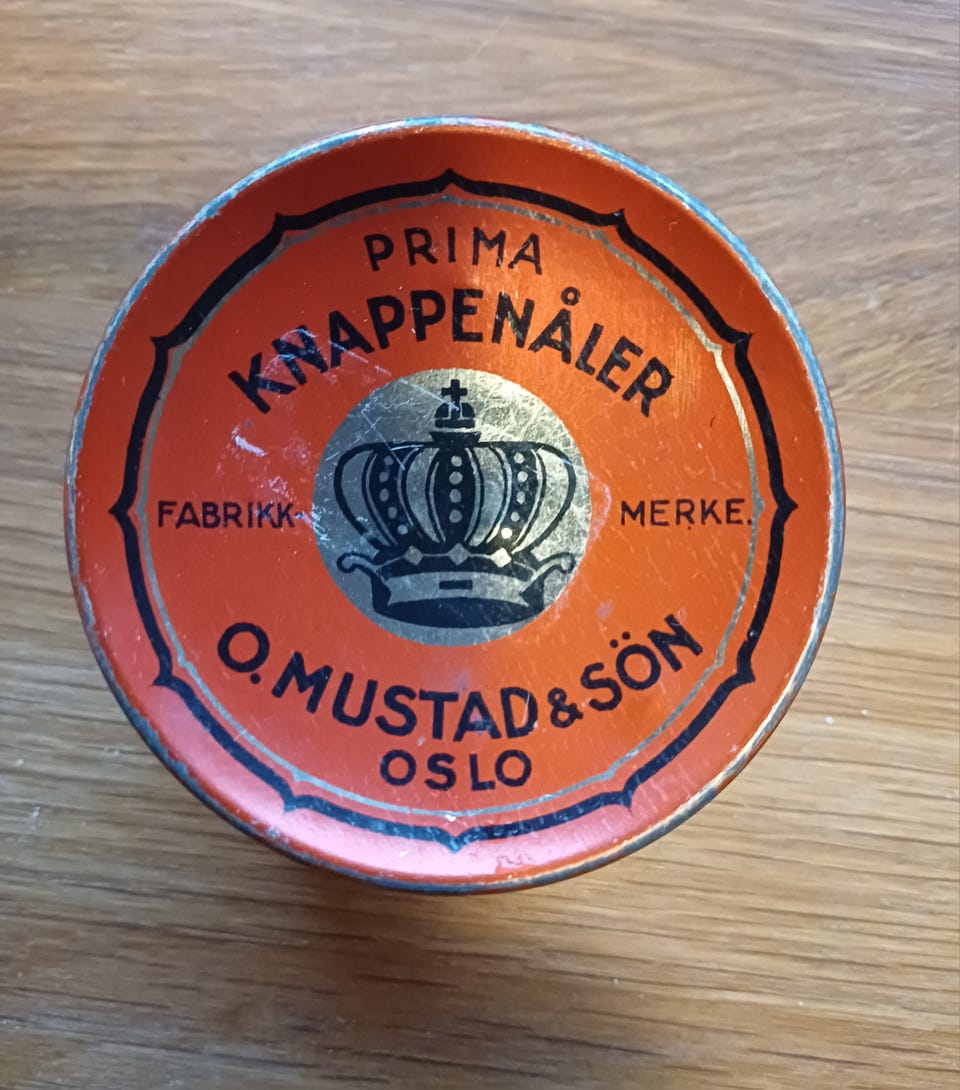 PRIMA
KNAPPENÅLER
FABRIKK- MERKE.
O. MUSTAD & SÖN
OSLO